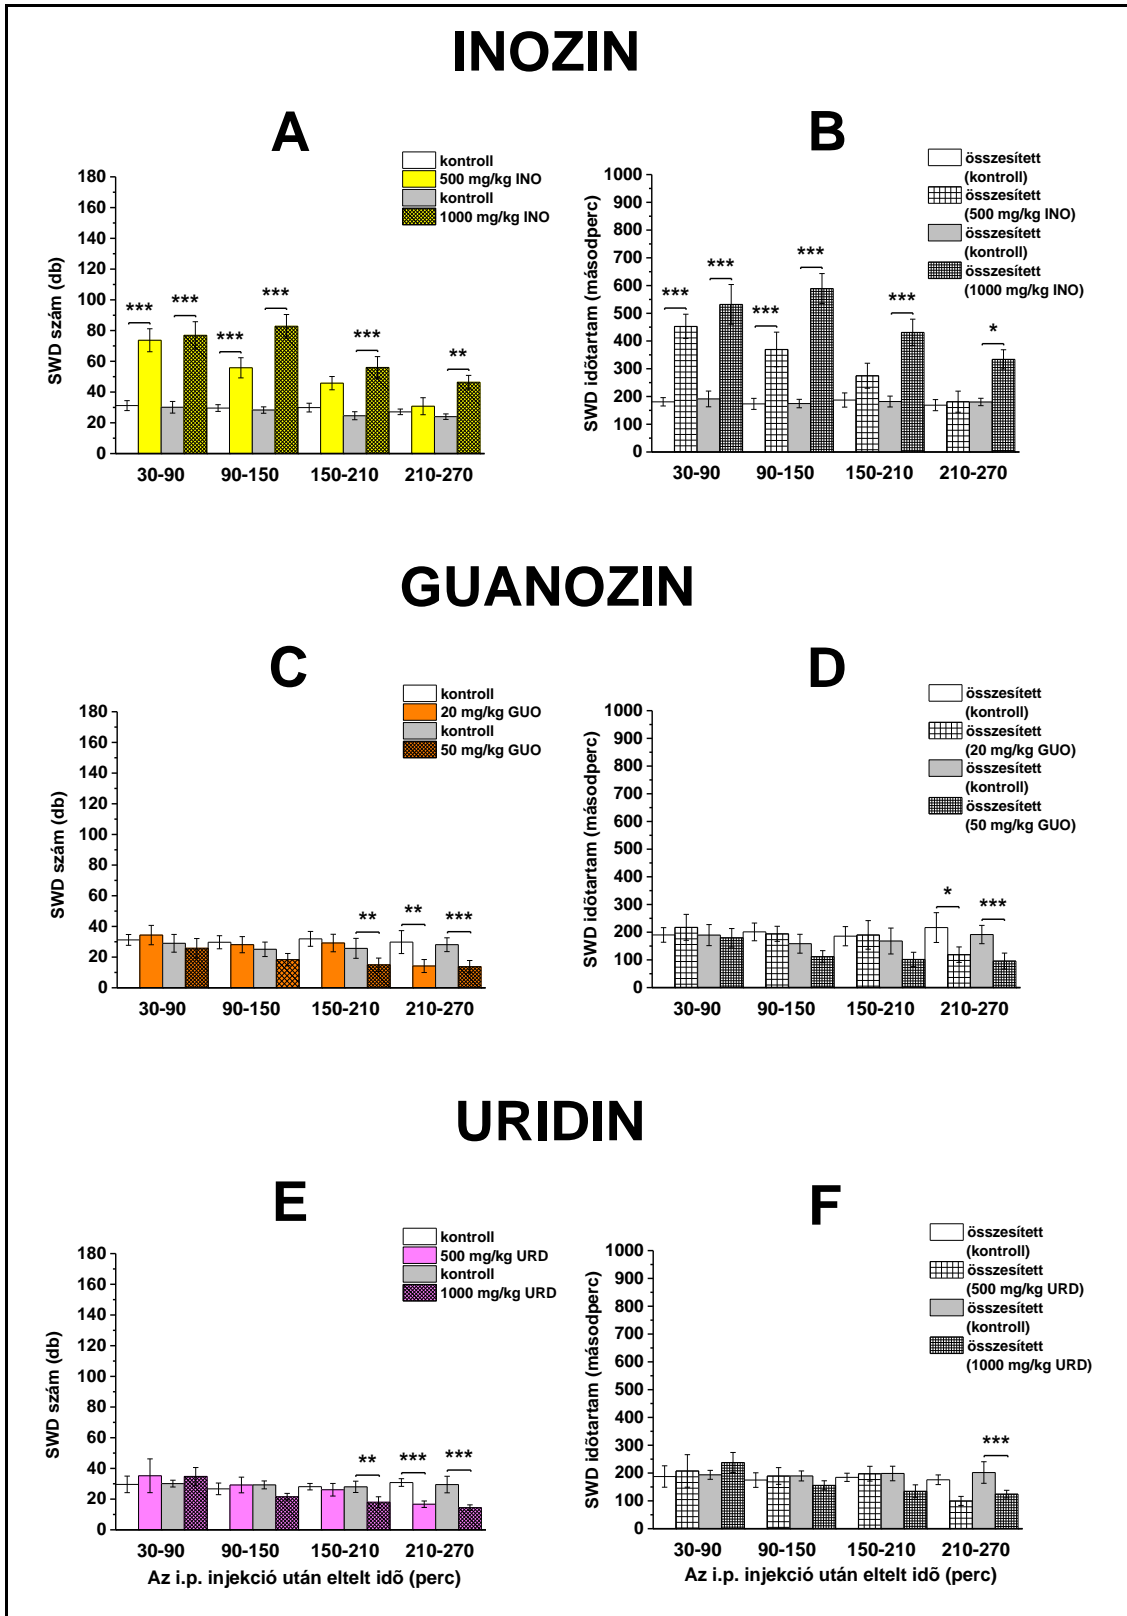 INOZIN
A
kontroll
500 mg/kg INO
kontroll
1000 mg/kg INO
SWD szám (db)
180
160
140
120
100
80
60
40
20
0
*** *** *** *** *** **
30-90 90-150 150-210 210-270
B
összesített
(kontroll)
összesített
(500 mg/kg INO)
összesített
(kontroll)
összesített
(1000 mg/kg INO)
SWD időtartam (másodperc)
1000
900
800
700
600
500
400
300
200
100
0
*** *** *** *** *** *
30-90 90-150 150-210 210-270
GUANOZIN
C
kontroll
20 mg/kg GUO
kontroll
50 mg/kg GUO
SWD szám (db)
180
160
140
120
100
80
60
40
20
0
** ** ***
30-90 90-150 150-210 210-270
D
összesített
(kontroll)
összesített
(20 mg/kg GUO)
összesített
(kontroll)
összesített
(50 mg/kg GUO)
SWD idõtartam (másodperc)
1000
900
800
700
600
500
400
300
200
100
0
* ***
30-90 90-150 150-210 210-270
URIDIN
E
kontroll
500 mg/kg URD
kontroll
1000 mg/kg URD
SWD szám (db)
180
160
140
120
100
80
60
40
20
0
** *** ***
30-90 90-150 150-210 210-270
Az i.p. injekció után eltelt idõ (perc)
F
összesített
(kontroll)
összesített
(500 mg/kg URD)
összesített
(kontroll)
összesített
(1000 mg/kg URD)
SWD idõtartam (másodperc)
1000
900
800
700
600
500
400
300
200
100
0
***
30-90 90-150 150-210 210-270
Az i.p. injekció után eltelt idõ (perc)